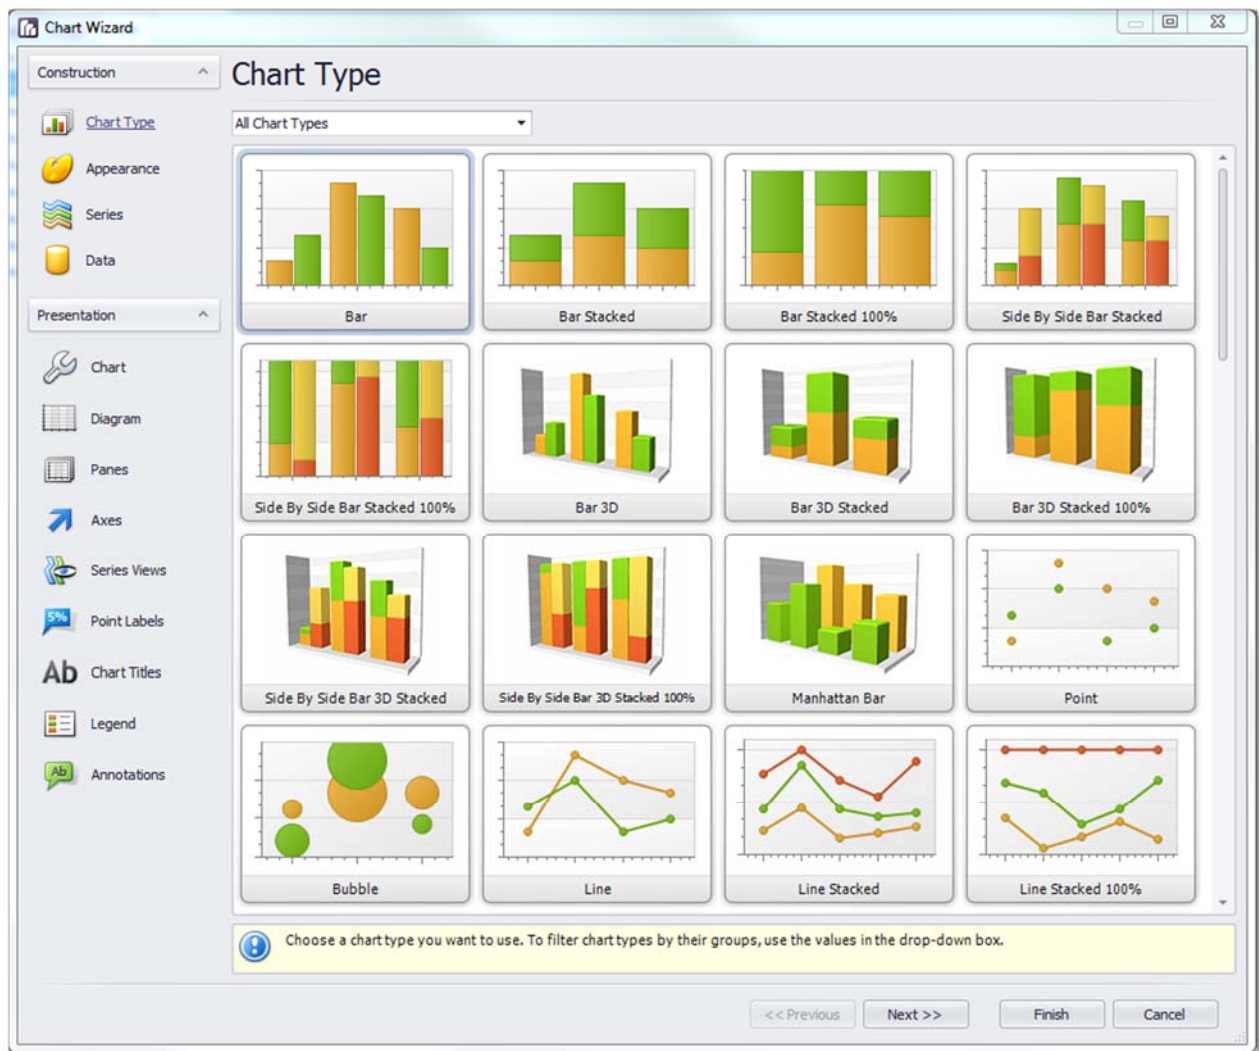 Chart Wizard
Construction
Chart Type
Appearance
Series
Data
Presentation
Chart
Diagram
Panes
Axes
Series Views
5%
Point Labels
Ab
Chart Titles
Legend
Ab
Annotations
Chart Type
All Chart Types
Bar
Bar Stacked
Bar Stacked 100%
Side By Side Bar Stacked
Side By Side Bar Stacked 100%
Bar 3D
Bar 3D Stacked
Bar 3D Stacked 100%
Side By Side Bar 3D Stacked
Side By Side Bar 3D Stacked 100%
Manhattan Bar
Point
Bubble
Line
Line Stacked
Line Stacked 100%
Choose a chart type you want to use. To filter chart types by their groups, use the values in the drop-down box.
<< Previous
Next >>
Finish
Cancel